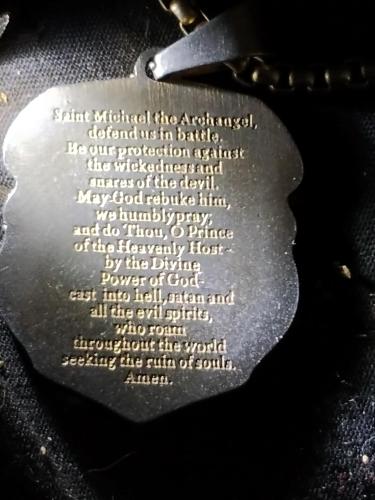 Saint Michael the Archangel,
defend us in battle.
Be our protection against
the wickedness and
snares of the devil.
May God rebuke him,
we humbly pray;
and do Thou, O Prince
of the Heavenly Host -
by the Divine
Power of God-
cast into hell, satan and
all the evil spirits,
who roam
throughout the world
seeking the ruin of souls.
Amen.